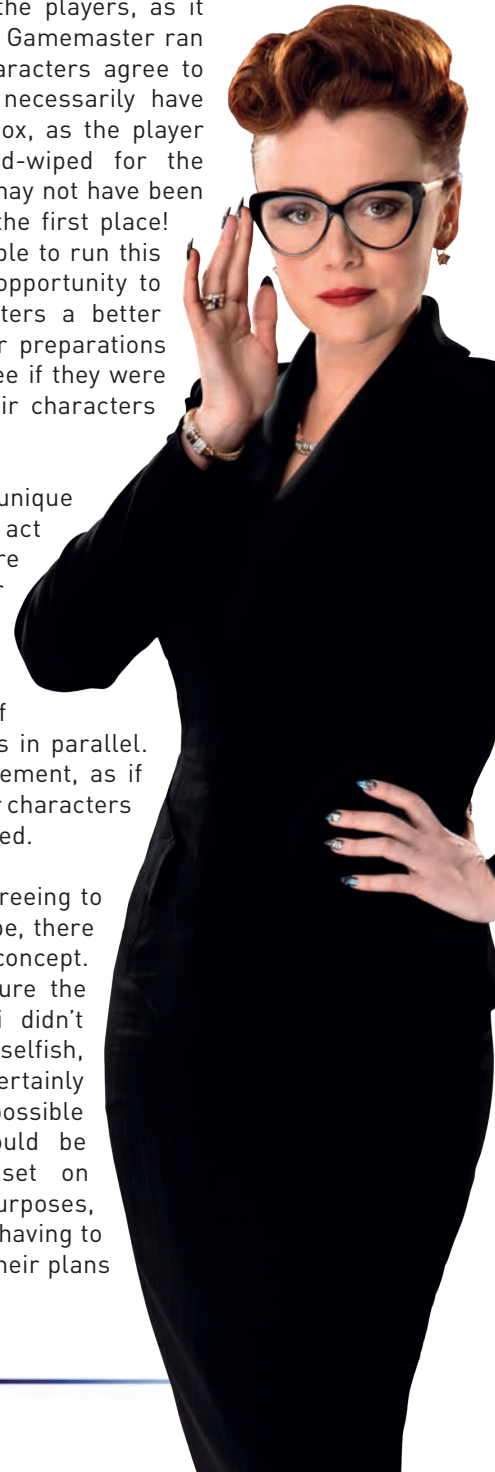 the players, as it
Gamemaster ran
aracters agree to
necessarily have
ox, as the player
d-wiped for the
may not have been
the first place!
ble to run this
opportunity to
ters a better
r preparations
ee if they were
ir characters
unique
act
re
r
f
s in parallel.
ement, as if
r characters
ed.
reeing to
be, there
concept.
ure the
i didn't
selfish,
ertainly
possible
ould be
set on
urposes,
having to
heir plans